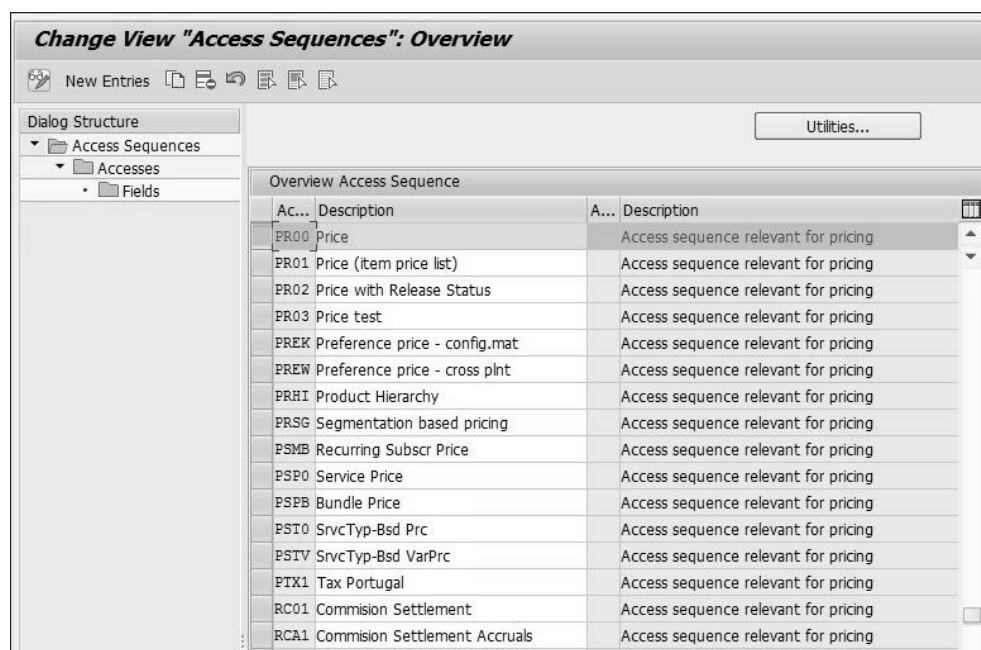 Change View "Access Sequences": Overview
New Entries
Dialog Structure
Access Sequences
Accesses
Fields
Utilities...
Overview Access Sequence
Ac... Description A... Description
PR00 Price Access sequence relevant for pricing
PR01 Price (item price list) Access sequence relevant for pricing
PR02 Price with Release Status Access sequence relevant for pricing
PR03 Price test Access sequence relevant for pricing
PREK Preference price - config.mat Access sequence relevant for pricing
PREW Preference price - cross plnt Access sequence relevant for pricing
PRHI Product Hierarchy Access sequence relevant for pricing
PRSG Segmentation based pricing Access sequence relevant for pricing
PSMB Recurring Subscr Price Access sequence relevant for pricing
PSP0 Service Price Access sequence relevant for pricing
PSPB Bundle Price Access sequence relevant for pricing
PST0 SrvcTyp-Bsd Prc Access sequence relevant for pricing
PSTV SrvcTyp-Bsd VarPrc Access sequence relevant for pricing
PTX1 Tax Portugal Access sequence relevant for pricing
RC01 Commision Settlement Access sequence relevant for pricing
RCA1 Commision Settlement Accruals Access sequence relevant for pricing